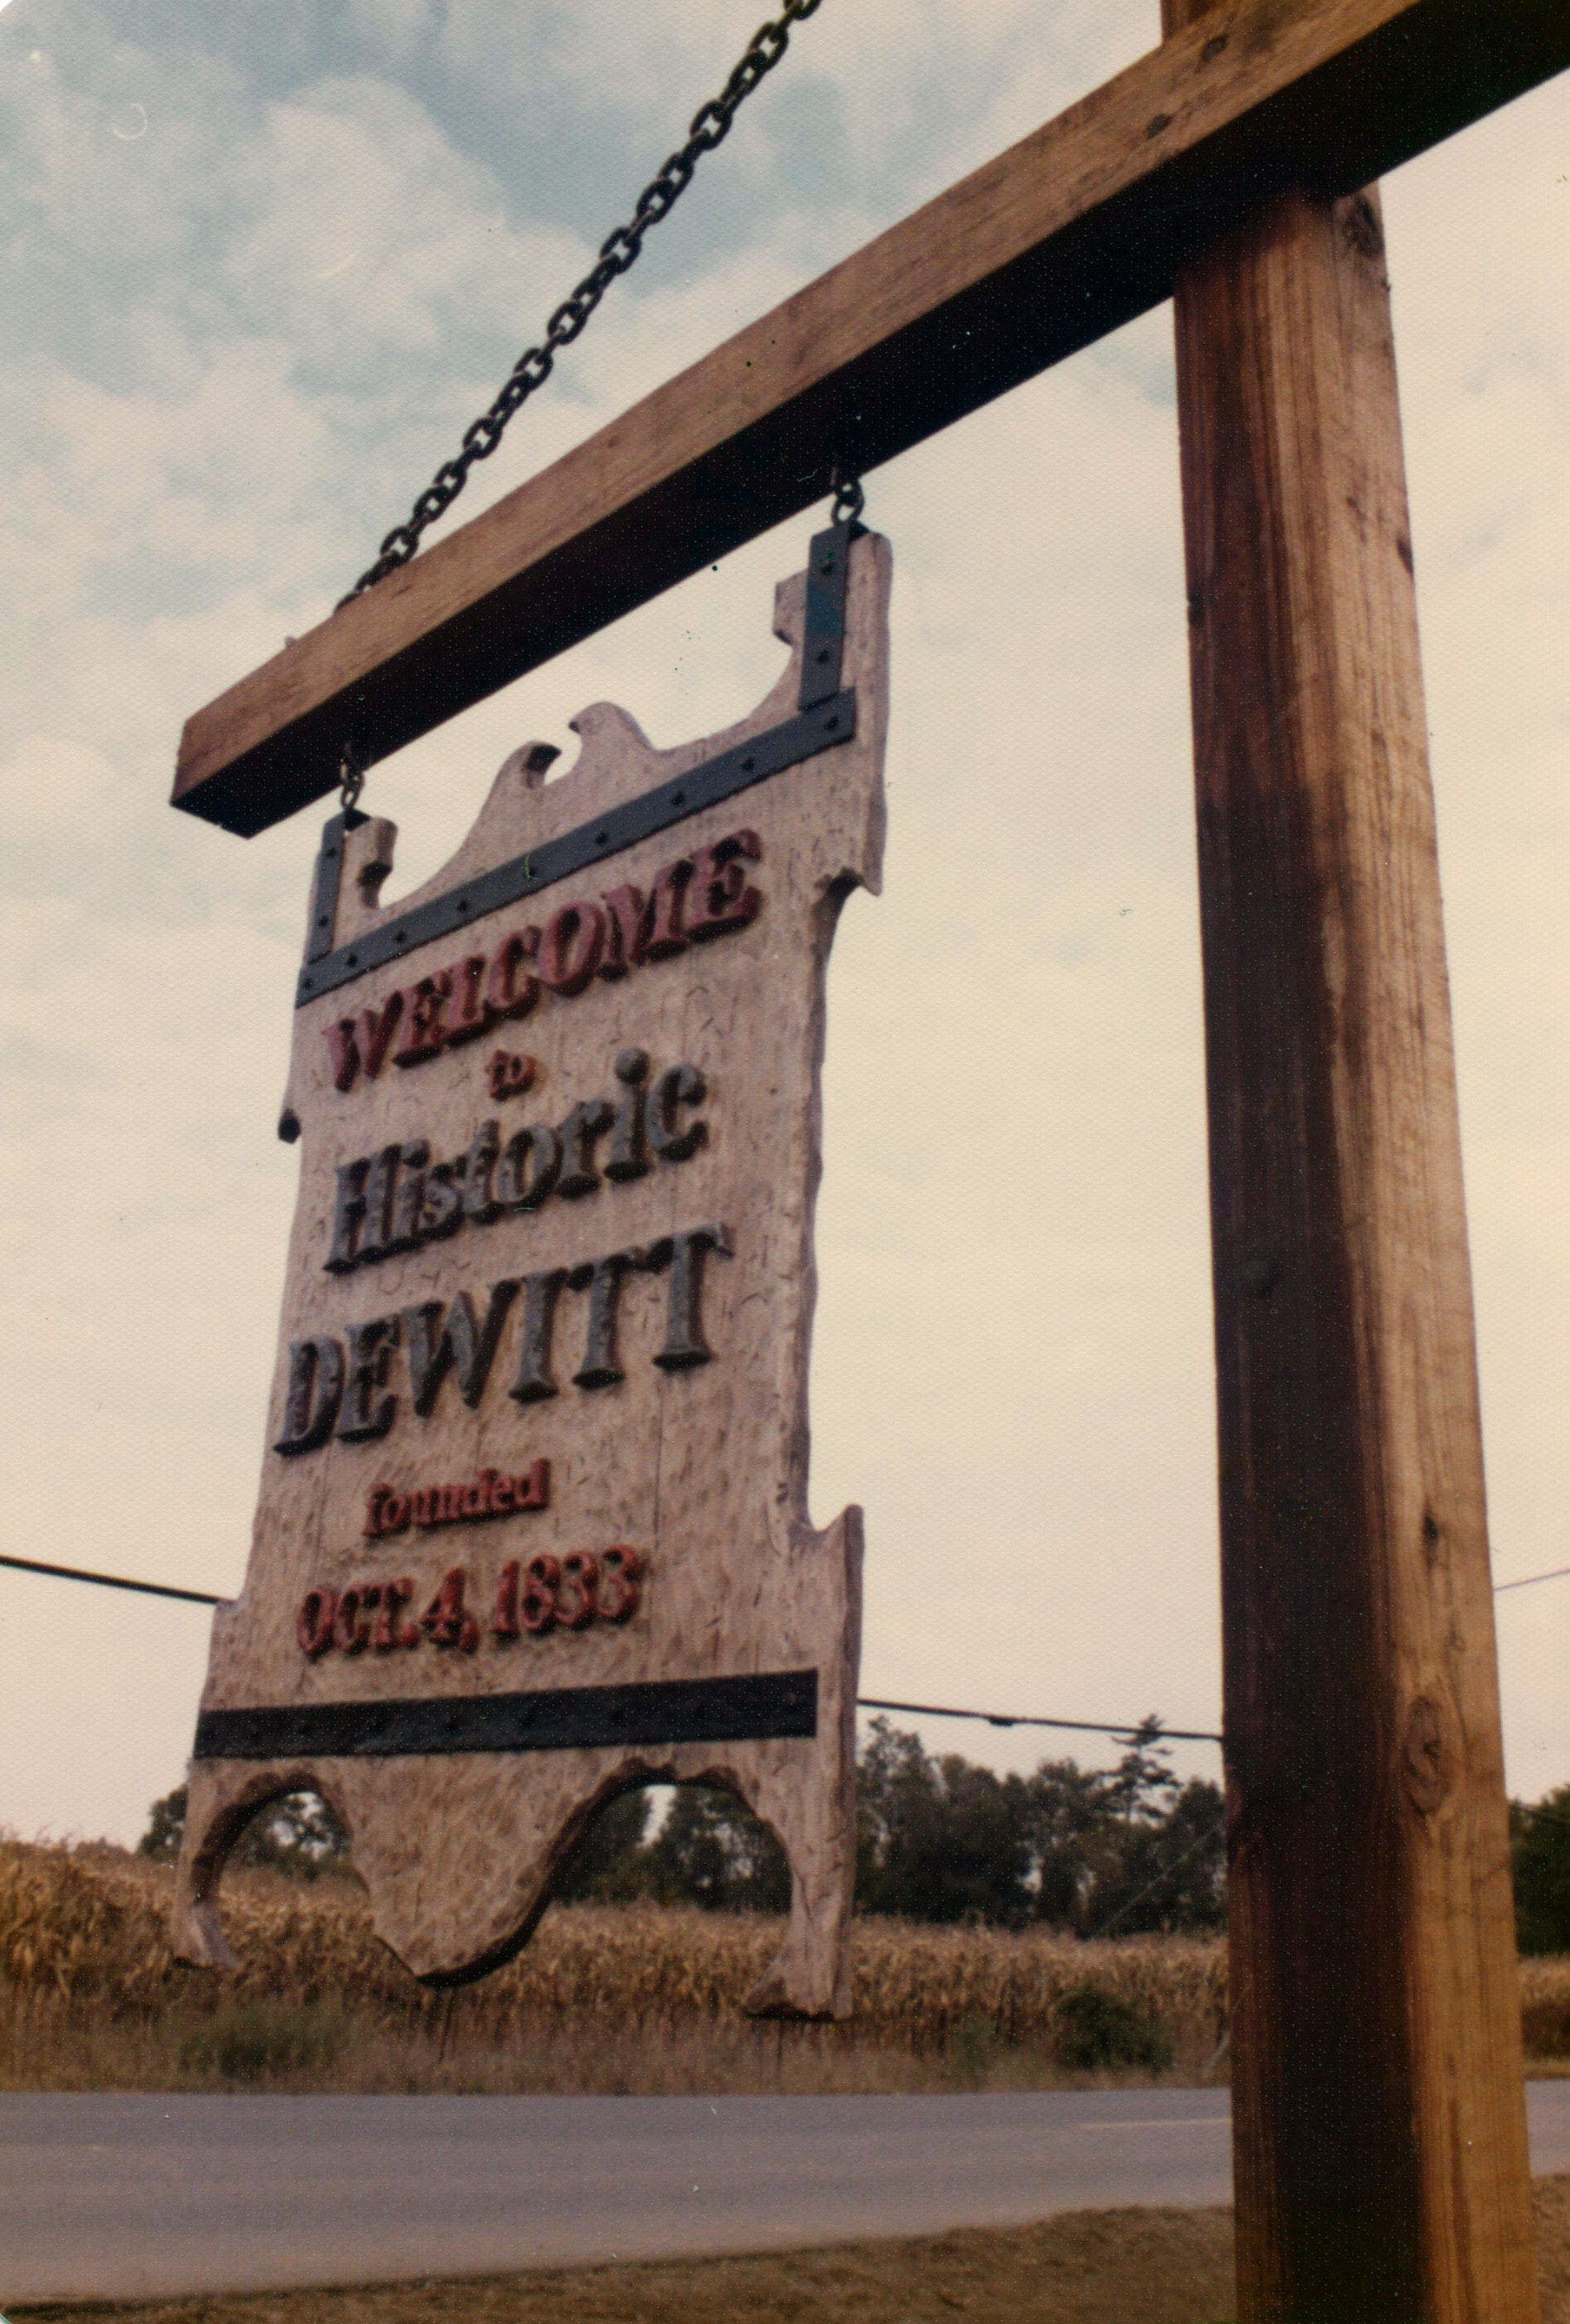 WELCOME
to
Historic
DEWITT
founded
OCT. 4, 1833